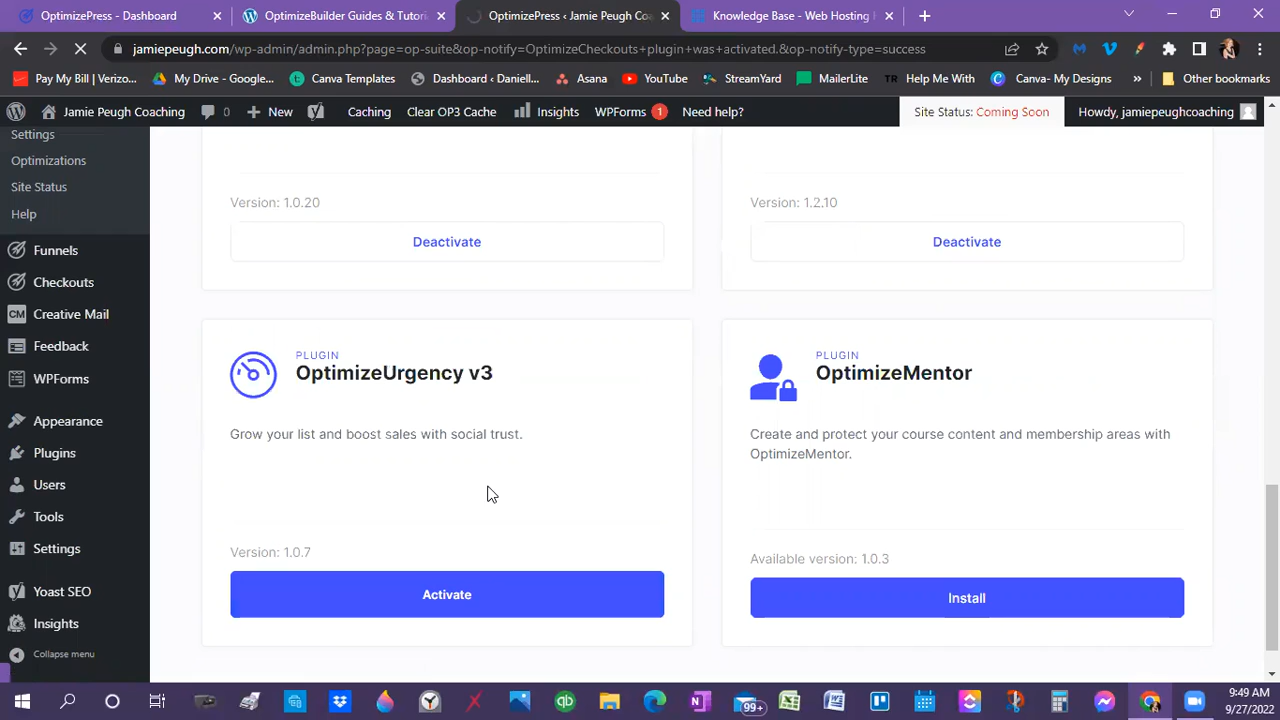 OptimizePress - Dashboard
OptimizeBuilder Guides & Tutori
OptimizePress ‹ Jamie Peugh Co
Knowledge Base - Web Hosting H
jamiepeugh.com/wp-admin/admin.php?page=op-suite&op-notify=OptimizeCheckouts+plugin+was+activated.&op-notify-type=success
Pay My Bill | Verizo...
My Drive - Google...
Canva Templates
Dashboard ‹ Daniell...
Asana
YouTube
StreamYard
MailerLite
TR Help Me With
Canva- My Designs
»
Other bookmarks
Jamie Peugh Coaching
0
New
Caching
Clear OP3 Cache
Insights
WPForms 1
Need help?
Site Status: Coming Soon
Howdy, jamiepeughcoaching
Settings
Optimizations
Site Status
Help
Funnels
Checkouts
CM Creative Mail
Feedback
WPForms
Appearance
Plugins
Users
Tools
Settings
Yoast SEO
Insights
Collapse menu
Version: 1.0.20
Deactivate
Version: 1.2.10
Deactivate
PLUGIN
OptimizeUrgency v3
Grow your list and boost sales with social trust.
Version: 1.0.7
Activate
PLUGIN
OptimizeMentor
Create and protect your course content and membership areas with
OptimizeMentor.
Available version: 1.0.3
Install
99+
9:49 AM
9/27/2022